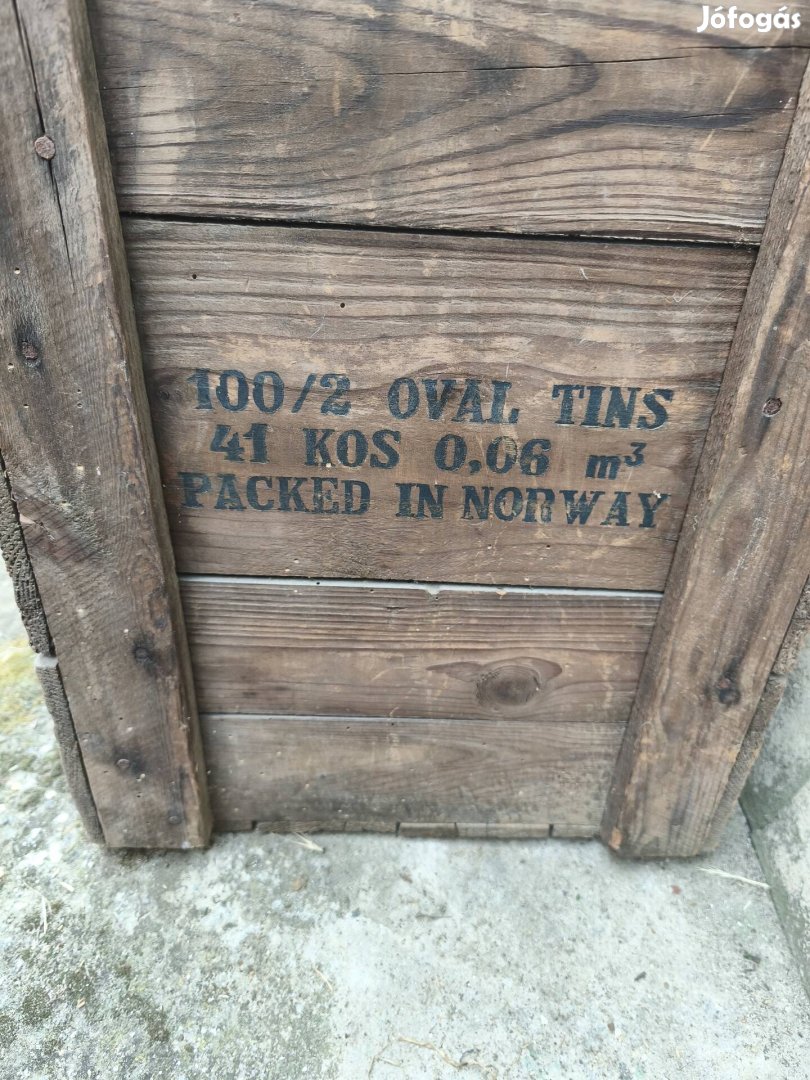 Jófogás
100/2 OVAL TINS
41 KOS 0,06 m³
PACKED IN NORWAY